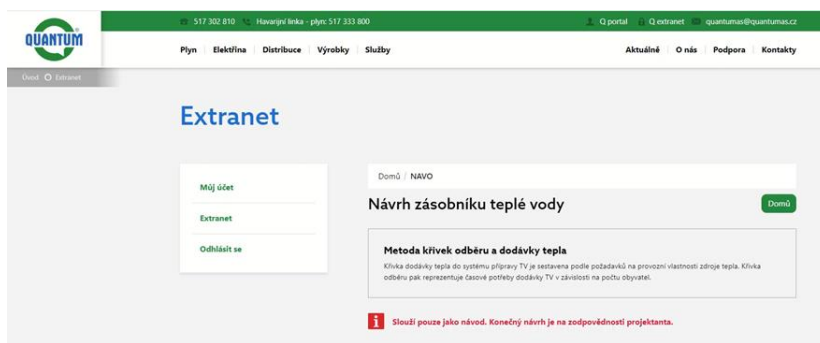 517 302 810 Havarijní linka - plyn: 517 333 800 Q portal Q extranet quantumas@quantumas.cz
QUANTUM
Plyn Elektřina Distribuce Výrobky Služby Aktuálně O nás Podpora Kontakty
Úvod Extranet
Extranet
Můj účet
Extranet
Odhlásit se
Domů / NAVO
Návrh zásobníku teplé vody
Domů
Metoda křivek odběru a dodávky tepla
Křivka dodávky tepla do systému přípravy TV je sestavena podle požadavků na provozní vlastnosti zdroje tepla. Křivka
odběru pak reprezentuje časové potřeby dodávky TV v závislosti na počtu obyvatel.
Slouží pouze jako návod. Konečný návrh je na zodpovědnosti projektanta.